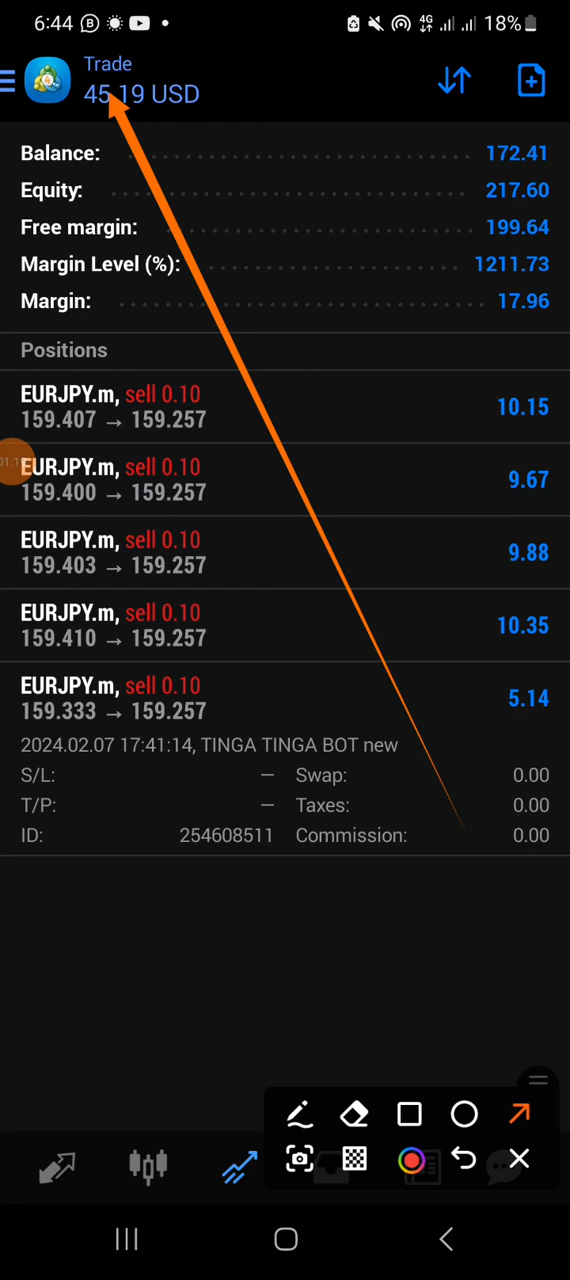 6:44 18%
4G
Trade
45.19 USD
Balance: 172.41
Equity: 217.60
Free margin: 199.64
Margin Level (%): 1211.73
Margin: 17.96
Positions
EURJPY.m, sell 0.10
159.407 → 159.257 10.15
EURJPY.m, sell 0.10
159.400 → 159.257 9.67
EURJPY.m, sell 0.10
159.403 → 159.257 9.88
EURJPY.m, sell 0.10
159.410 → 159.257 10.35
EURJPY.m, sell 0.10
159.333 → 159.257 5.14
2024.02.07 17:41:14, TINGA TINGA BOT new
S/L: – Swap: 0.00
T/P: – Taxes: 0.00
ID: 254608511 Commission: 0.00